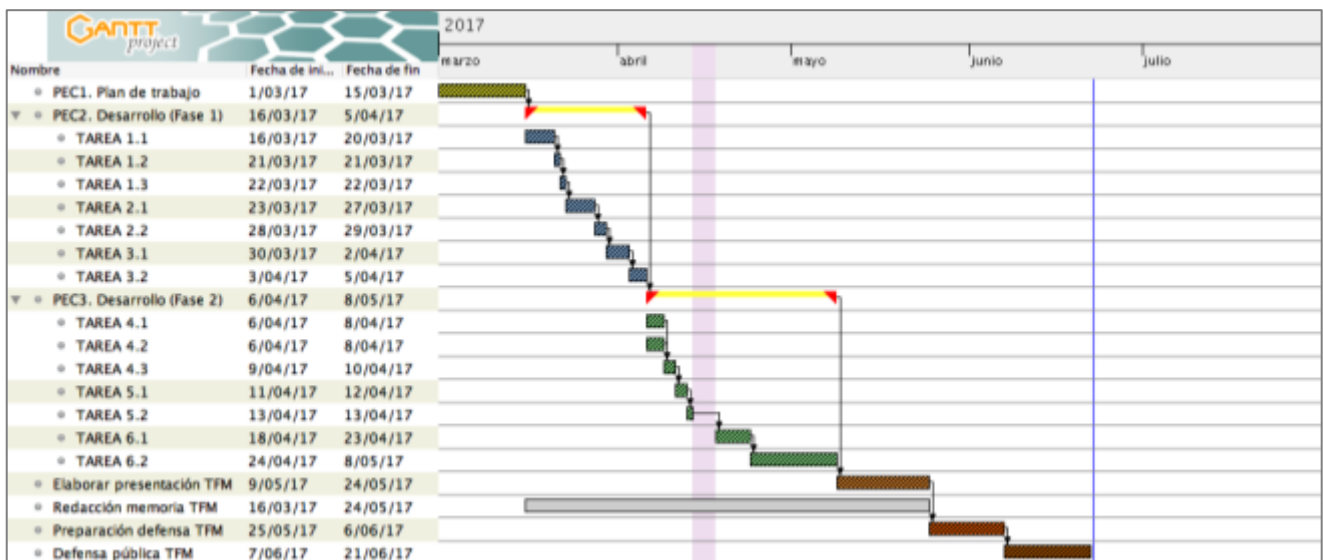 GANTT project
2017
marzo abril mayo junio julio
Nombre Fecha de ini... Fecha de fin
PEC1. Plan de trabajo 1/03/17 15/03/17
PEC2. Desarrollo (Fase 1) 16/03/17 5/04/17
TAREA 1.1 16/03/17 20/03/17
TAREA 1.2 21/03/17 21/03/17
TAREA 1.3 22/03/17 22/03/17
TAREA 2.1 23/03/17 27/03/17
TAREA 2.2 28/03/17 29/03/17
TAREA 3.1 30/03/17 2/04/17
TAREA 3.2 3/04/17 5/04/17
PEC3. Desarrollo (Fase 2) 6/04/17 8/05/17
TAREA 4.1 6/04/17 8/04/17
TAREA 4.2 6/04/17 8/04/17
TAREA 4.3 9/04/17 10/04/17
TAREA 5.1 11/04/17 12/04/17
TAREA 5.2 13/04/17 13/04/17
TAREA 6.1 18/04/17 23/04/17
TAREA 6.2 24/04/17 8/05/17
Elaborar presentación TFM 9/05/17 24/05/17
Redacción memoria TFM 16/03/17 24/05/17
Preparación defensa TFM 25/05/17 6/06/17
Defensa pública TFM 7/06/17 21/06/17